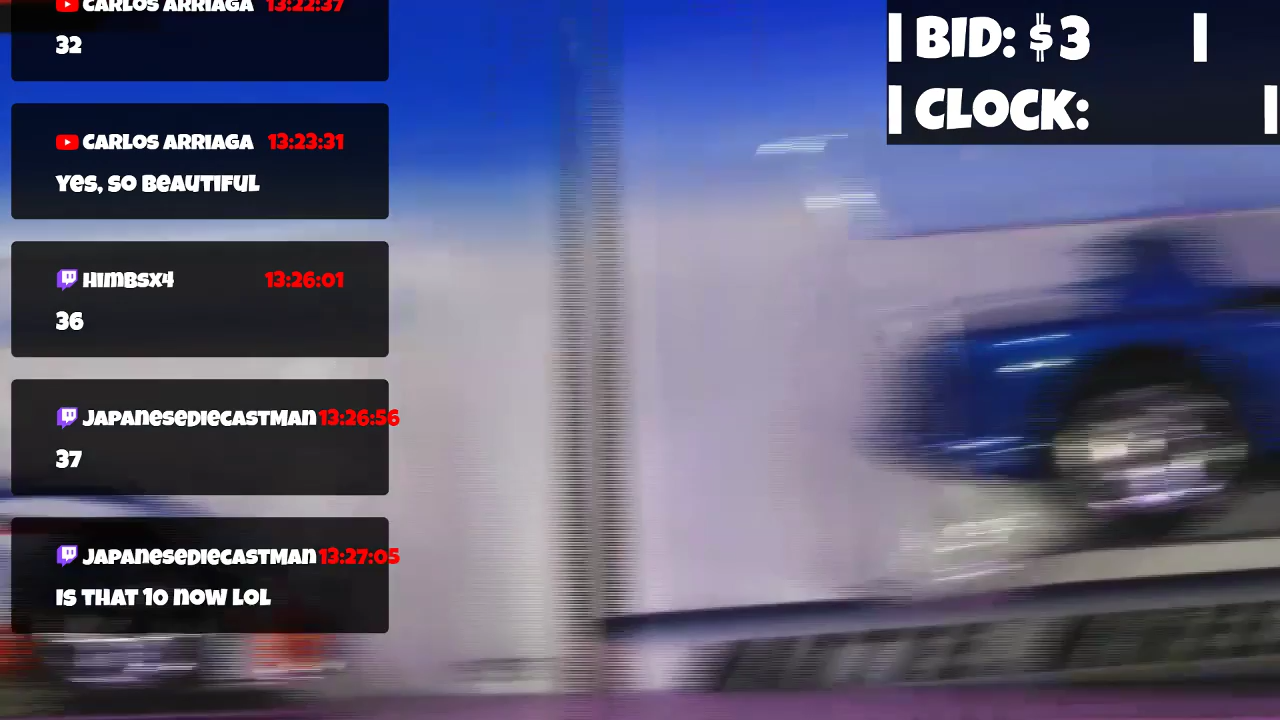 CARLOS ARRIAGA 13:22:37
32
CARLOS ARRIAGA 13:23:31
Yes, so beautiful
himbsx4 13:26:01
36
japanesediecastman 13:26:56
37
japanesediecastman 13:27:05
is that 10 now lol
| BID: $3 |
| CLOCK: |